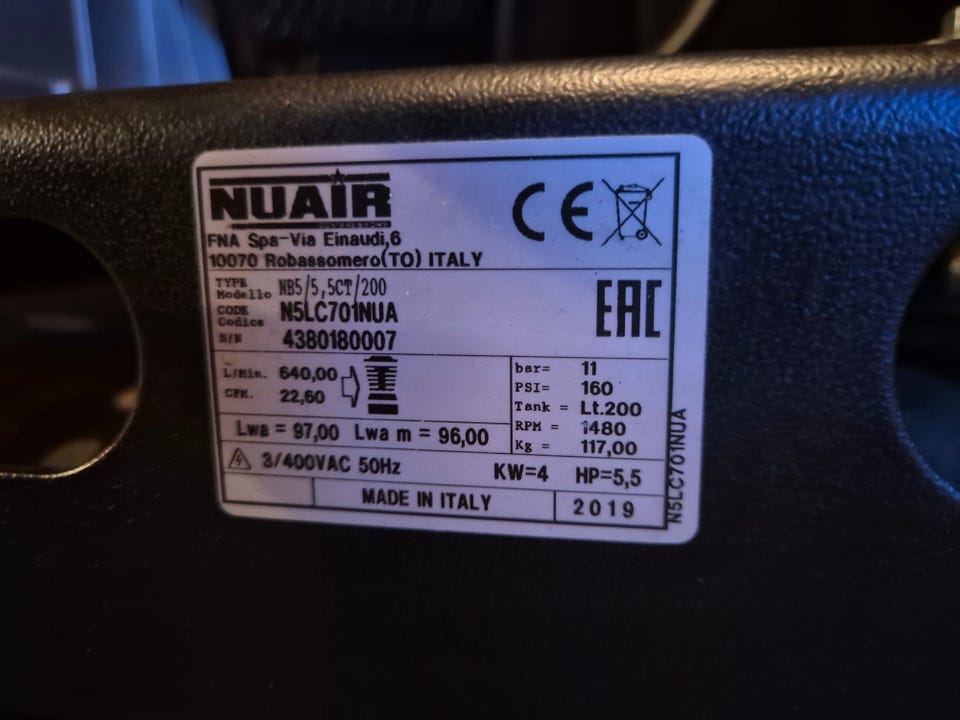 NUAIR
FNA Spa-Via Einaudi,6
10070 Robassomero(TO) ITALY
CE
TYPE
Modello NB5/5,5CT/200
CODE
Codice N5LC701NUA
S/N 4380180007
EAC
L/Min. 640,00
CFM. 22,60
bar= 11
PSI= 160
Tank = Lt.200
RPM = 1480
Kg = 117,00
Lwa = 97,00 Lwa m = 96,00
3/400VAC 50Hz KW=4 HP=5,5
MADE IN ITALY 2019
N5LC701NUA